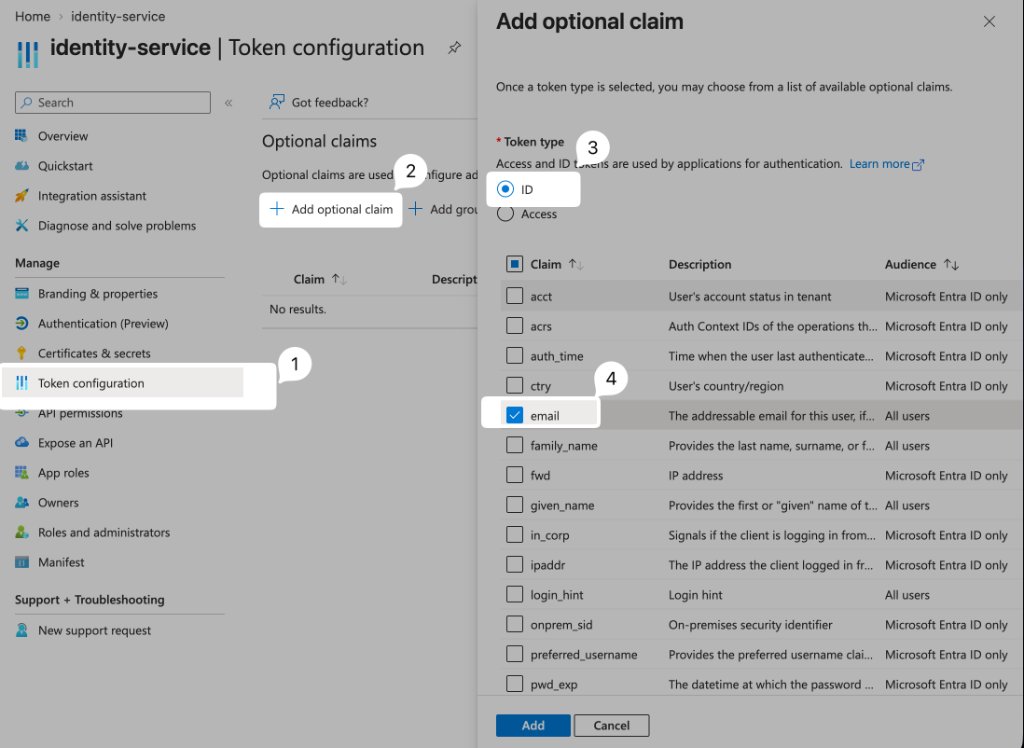 Home > identity-service
identity-service | Token configuration
Search
«
Overview
Quickstart
Integration assistant
Diagnose and solve problems
Manage
Branding & properties
Authentication (Preview)
Certificates & secrets
Token configuration
1
API permissions
Expose an API
App roles
Owners
Roles and administrators
Manifest
Support + Troubleshooting
New support request
Got feedback?
Optional claims
Optional claims are used
2
+ Add optional claim
+ Add
Claim ↑↓
No results.
Add optional claim
Once a token type is selected, you may choose from a list of available optional claims.
* Token type
3
Access and ID tokens are used by applications for authentication. Learn more
ID
Access
Claim ↑↓ Description Audience ↑↓
acct User's account status in tenant Microsoft Entra ID only
acrs Auth Context IDs of the operations th... Microsoft Entra ID only
auth_time Time when the user last authenticate... Microsoft Entra ID only
ctry User's country/region Microsoft Entra ID only
4
email The addressable email for this user, if... All users
family_name Provides the last name, surname, or f... All users
fwd IP address Microsoft Entra ID only
given_name Provides the first or "given" name of t... All users
in_corp Signals if the client is logging in from... Microsoft Entra ID only
ipaddr The IP address the client logged in fr... Microsoft Entra ID only
login_hint Login hint All users
onprem_sid On-premises security identifier Microsoft Entra ID only
preferred_username Provides the preferred username clai... Microsoft Entra ID only
pwd_exp The datetime at which the password ... Microsoft Entra ID only
Add Cancel